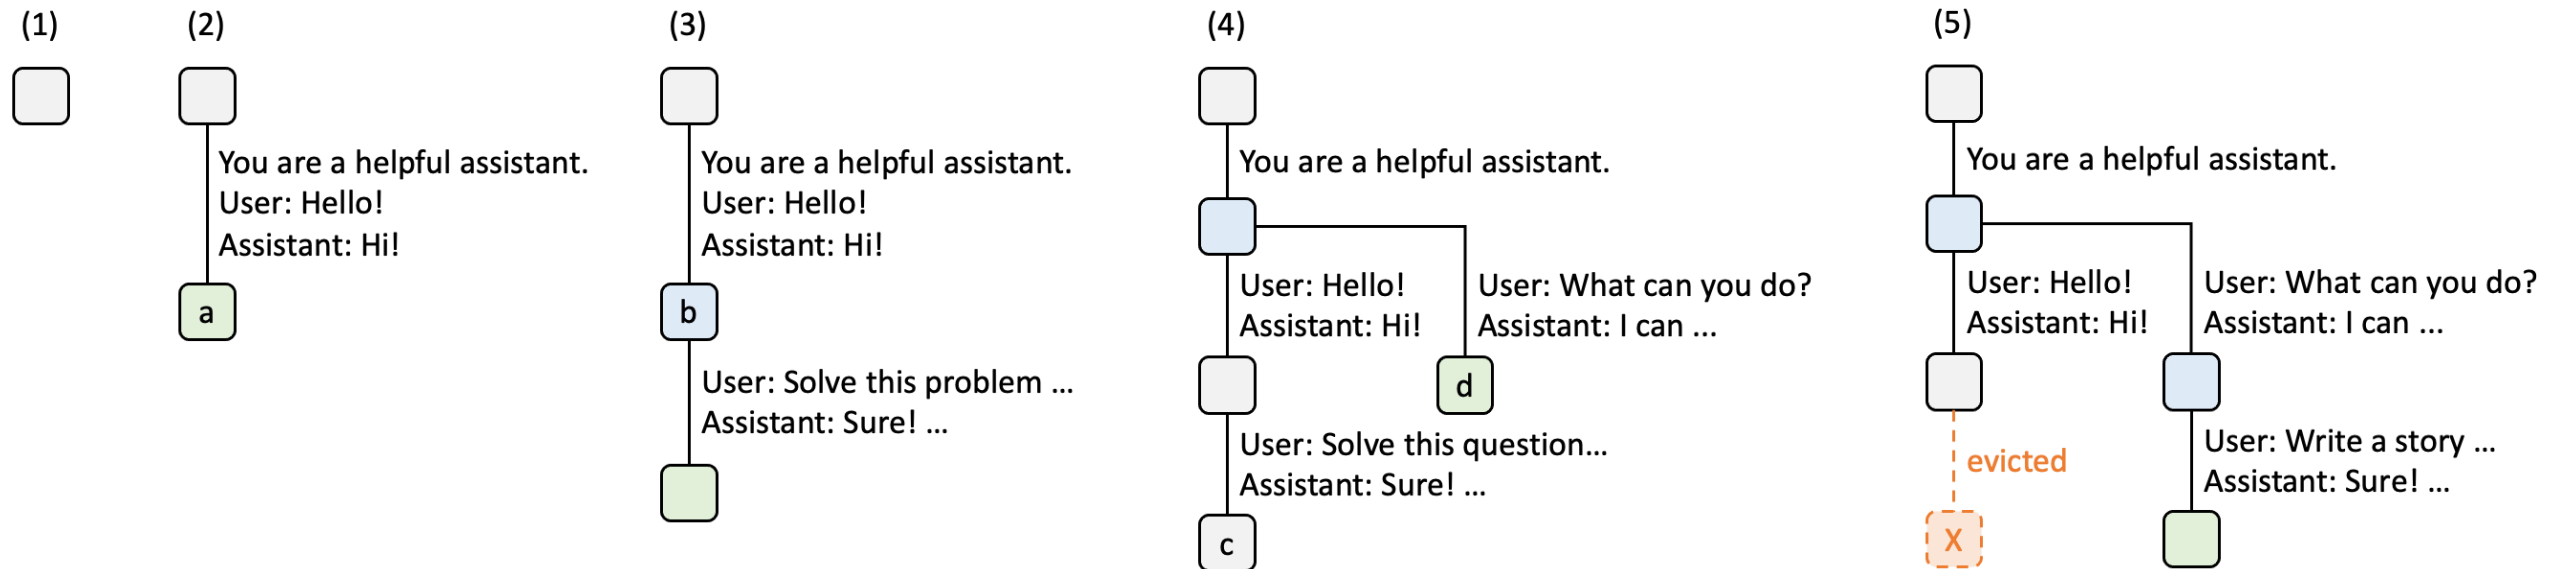 (1)
(2)
You are a helpful assistant.
User: Hello!
Assistant: Hi!
a
(3)
You are a helpful assistant.
User: Hello!
Assistant: Hi!
b
User: Solve this problem ...
Assistant: Sure! ...
(4)
You are a helpful assistant.
User: Hello!
Assistant: Hi!
User: What can you do?
Assistant: I can ...
d
User: Solve this question...
Assistant: Sure! ...
c
(5)
You are a helpful assistant.
User: Hello!
Assistant: Hi!
User: What can you do?
Assistant: I can ...
evicted
X
User: Write a story ...
Assistant: Sure! ...